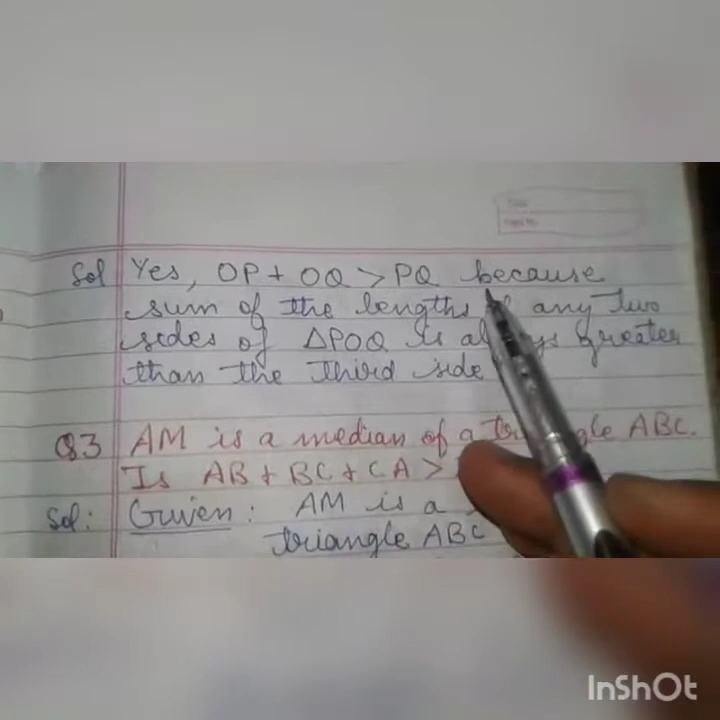 Sol Yes, OP + OQ > PQ because
sum of the lengths any two
sides of ΔPOQ is greater
than the third side
Q3 AM is a median of a ABC.
Is AB + BC + CA >
Sol: Given: AM is a
triangle ABC
InShOt